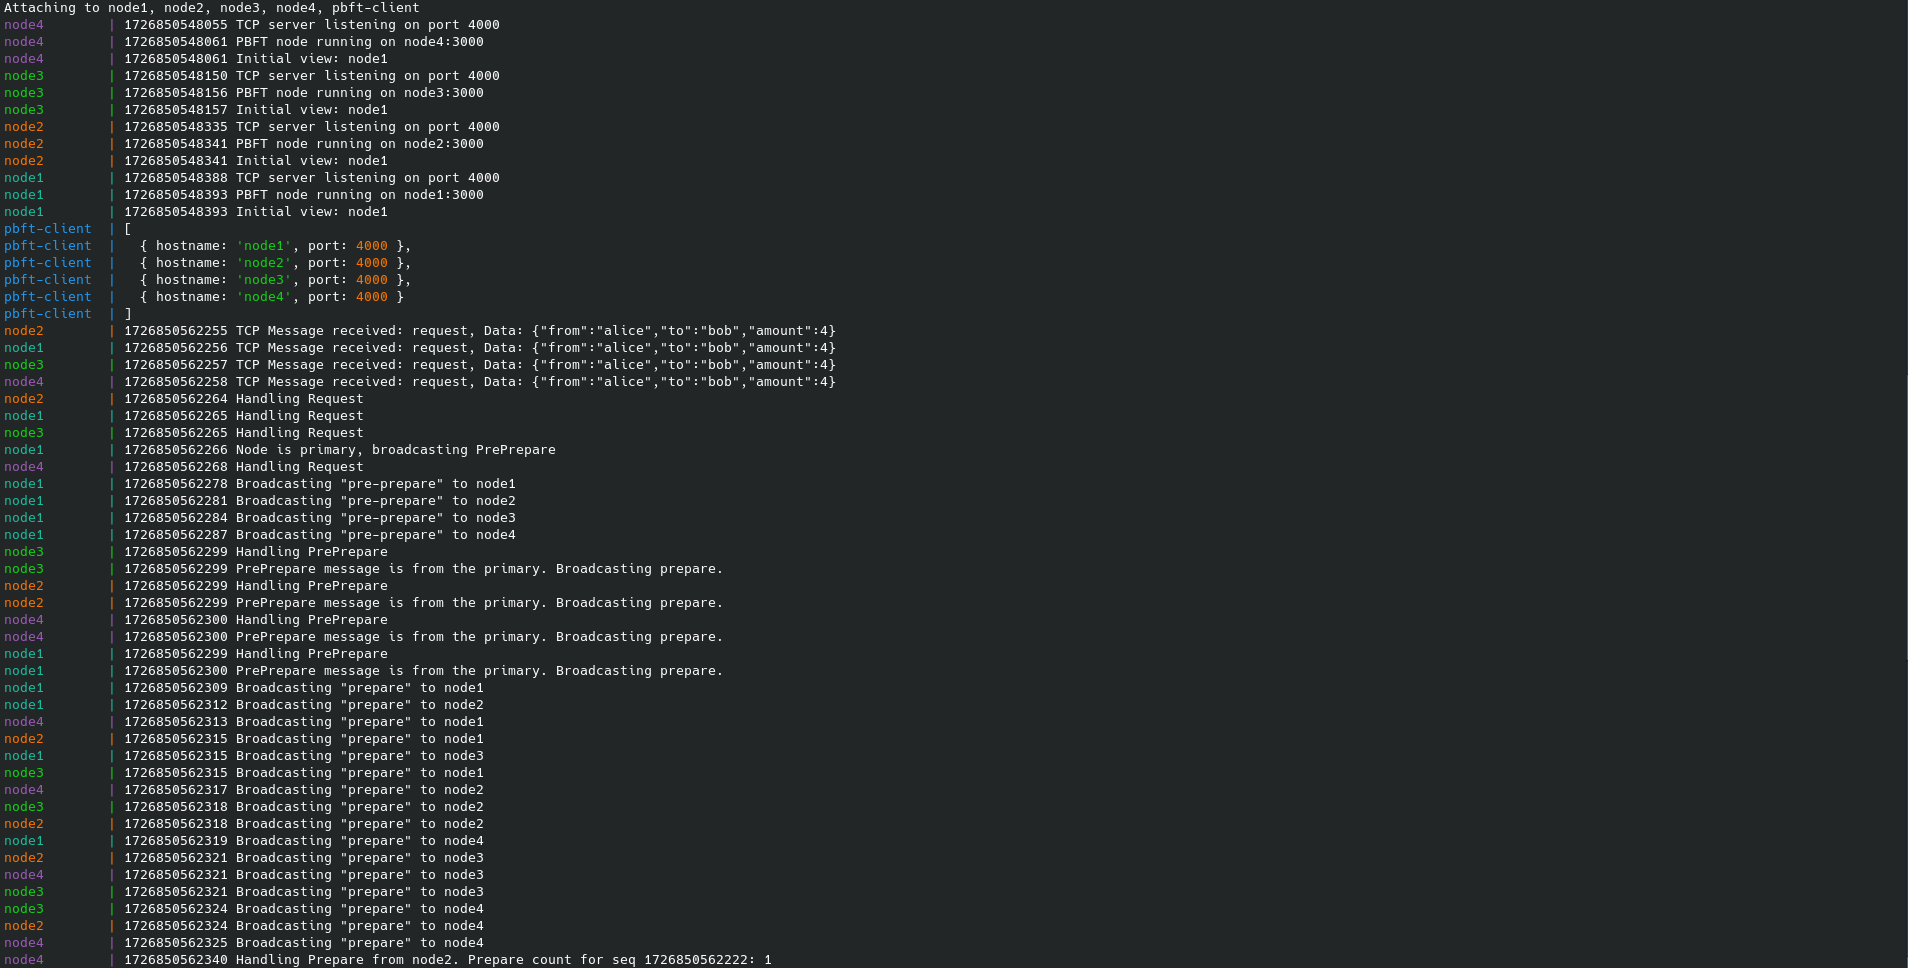 Attaching to node1, node2, node3, node4, pbft-client
node4 | 1726850548055 TCP server listening on port 4000
node4 | 1726850548061 PBFT node running on node4:3000
node4 | 1726850548061 Initial view: node1
node3 | 1726850548150 TCP server listening on port 4000
node3 | 1726850548156 PBFT node running on node3:3000
node3 | 1726850548157 Initial view: node1
node2 | 1726850548335 TCP server listening on port 4000
node2 | 1726850548341 PBFT node running on node2:3000
node2 | 1726850548341 Initial view: node1
node1 | 1726850548388 TCP server listening on port 4000
node1 | 1726850548393 PBFT node running on node1:3000
node1 | 1726850548393 Initial view: node1
pbft-client | [
pbft-client | { hostname: 'node1', port: 4000 },
pbft-client | { hostname: 'node2', port: 4000 },
pbft-client | { hostname: 'node3', port: 4000 },
pbft-client | { hostname: 'node4', port: 4000 }
pbft-client | ]
node2 | 1726850562255 TCP Message received: request, Data: {"from":"alice","to":"bob","amount":4}
node1 | 1726850562256 TCP Message received: request, Data: {"from":"alice","to":"bob","amount":4}
node3 | 1726850562257 TCP Message received: request, Data: {"from":"alice","to":"bob","amount":4}
node4 | 1726850562258 TCP Message received: request, Data: {"from":"alice","to":"bob","amount":4}
node2 | 1726850562264 Handling Request
node1 | 1726850562265 Handling Request
node3 | 1726850562265 Handling Request
node1 | 1726850562266 Node is primary, broadcasting PrePrepare
node4 | 1726850562268 Handling Request
node1 | 1726850562278 Broadcasting "pre-prepare" to node1
node1 | 1726850562281 Broadcasting "pre-prepare" to node2
node1 | 1726850562284 Broadcasting "pre-prepare" to node3
node1 | 1726850562287 Broadcasting "pre-prepare" to node4
node3 | 1726850562299 Handling PrePrepare
node3 | 1726850562299 PrePrepare message is from the primary. Broadcasting prepare.
node2 | 1726850562299 Handling PrePrepare
node2 | 1726850562299 PrePrepare message is from the primary. Broadcasting prepare.
node4 | 1726850562300 Handling PrePrepare
node4 | 1726850562300 PrePrepare message is from the primary. Broadcasting prepare.
node1 | 1726850562299 Handling PrePrepare
node1 | 1726850562300 PrePrepare message is from the primary. Broadcasting prepare.
node1 | 1726850562309 Broadcasting "prepare" to node1
node1 | 1726850562312 Broadcasting "prepare" to node2
node4 | 1726850562313 Broadcasting "prepare" to node1
node2 | 1726850562315 Broadcasting "prepare" to node1
node1 | 1726850562315 Broadcasting "prepare" to node3
node3 | 1726850562315 Broadcasting "prepare" to node1
node4 | 1726850562317 Broadcasting "prepare" to node2
node3 | 1726850562318 Broadcasting "prepare" to node2
node2 | 1726850562318 Broadcasting "prepare" to node2
node1 | 1726850562319 Broadcasting "prepare" to node4
node2 | 1726850562321 Broadcasting "prepare" to node3
node4 | 1726850562321 Broadcasting "prepare" to node3
node3 | 1726850562321 Broadcasting "prepare" to node3
node3 | 1726850562324 Broadcasting "prepare" to node4
node2 | 1726850562324 Broadcasting "prepare" to node4
node4 | 1726850562325 Broadcasting "prepare" to node4
node4 | 1726850562340 Handling Prepare from node2. Prepare count for seq 1726850562222: 1